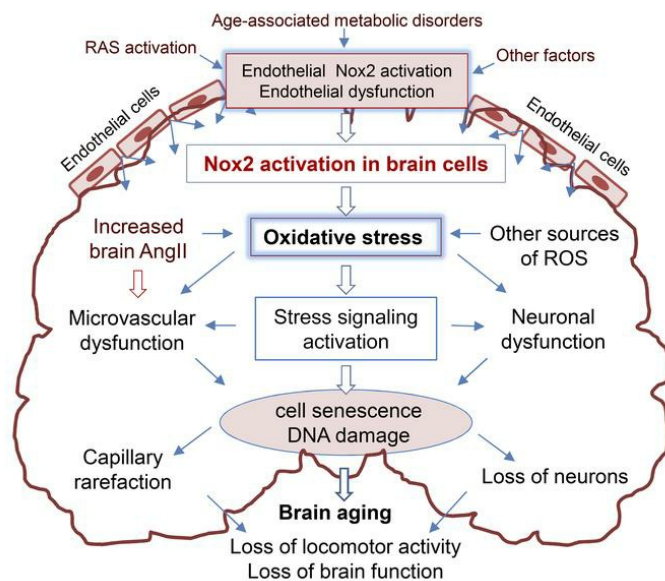 Age-associated metabolic disorders
RAS activation
Other factors
Endothelial Nox2 activation
Endothelial dysfunction
Endothelial cells
Endothelial cells
Nox2 activation in brain cells
Increased
brain AngII
Oxidative stress
Other sources
of ROS
Microvascular
dysfunction
Stress signaling
activation
Neuronal
dysfunction
cell senescence
DNA damage
Capillary
rarefaction
Loss of neurons
Brain aging
Loss of locomotor activity
Loss of brain function